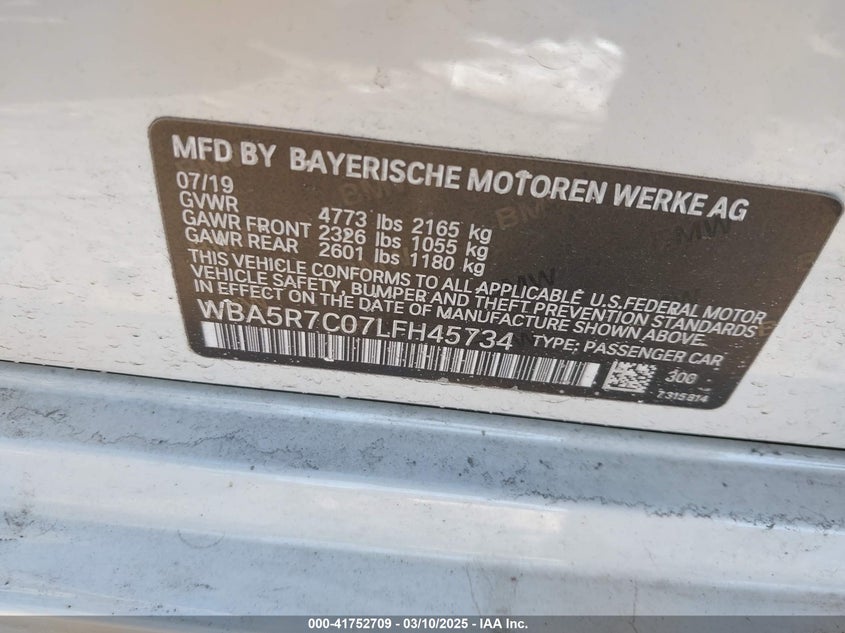 MFD BY BAYERISCHE MOTOREN WERKE AG
07/19
GVWR 4773 lbs 2165 kg
GAWR FRONT 2326 lbs 1055 kg
GAWR REAR 2601 lbs 1180 kg
THIS VEHICLE CONFORMS TO ALL APPLICABLE U.S.FEDERAL MOTOR
VEHICLE SAFETY, BUMPER AND THEFT PREVENTION STANDARDS
IN EFFECT ON THE DATE OF MANUFACTURE SHOWN ABOVE.
WBA5R7C07LFH45734 TYPE: PASSENGER CAR
300
7 315 814
000-41752709 - 03/10/2025 - IAA Inc.